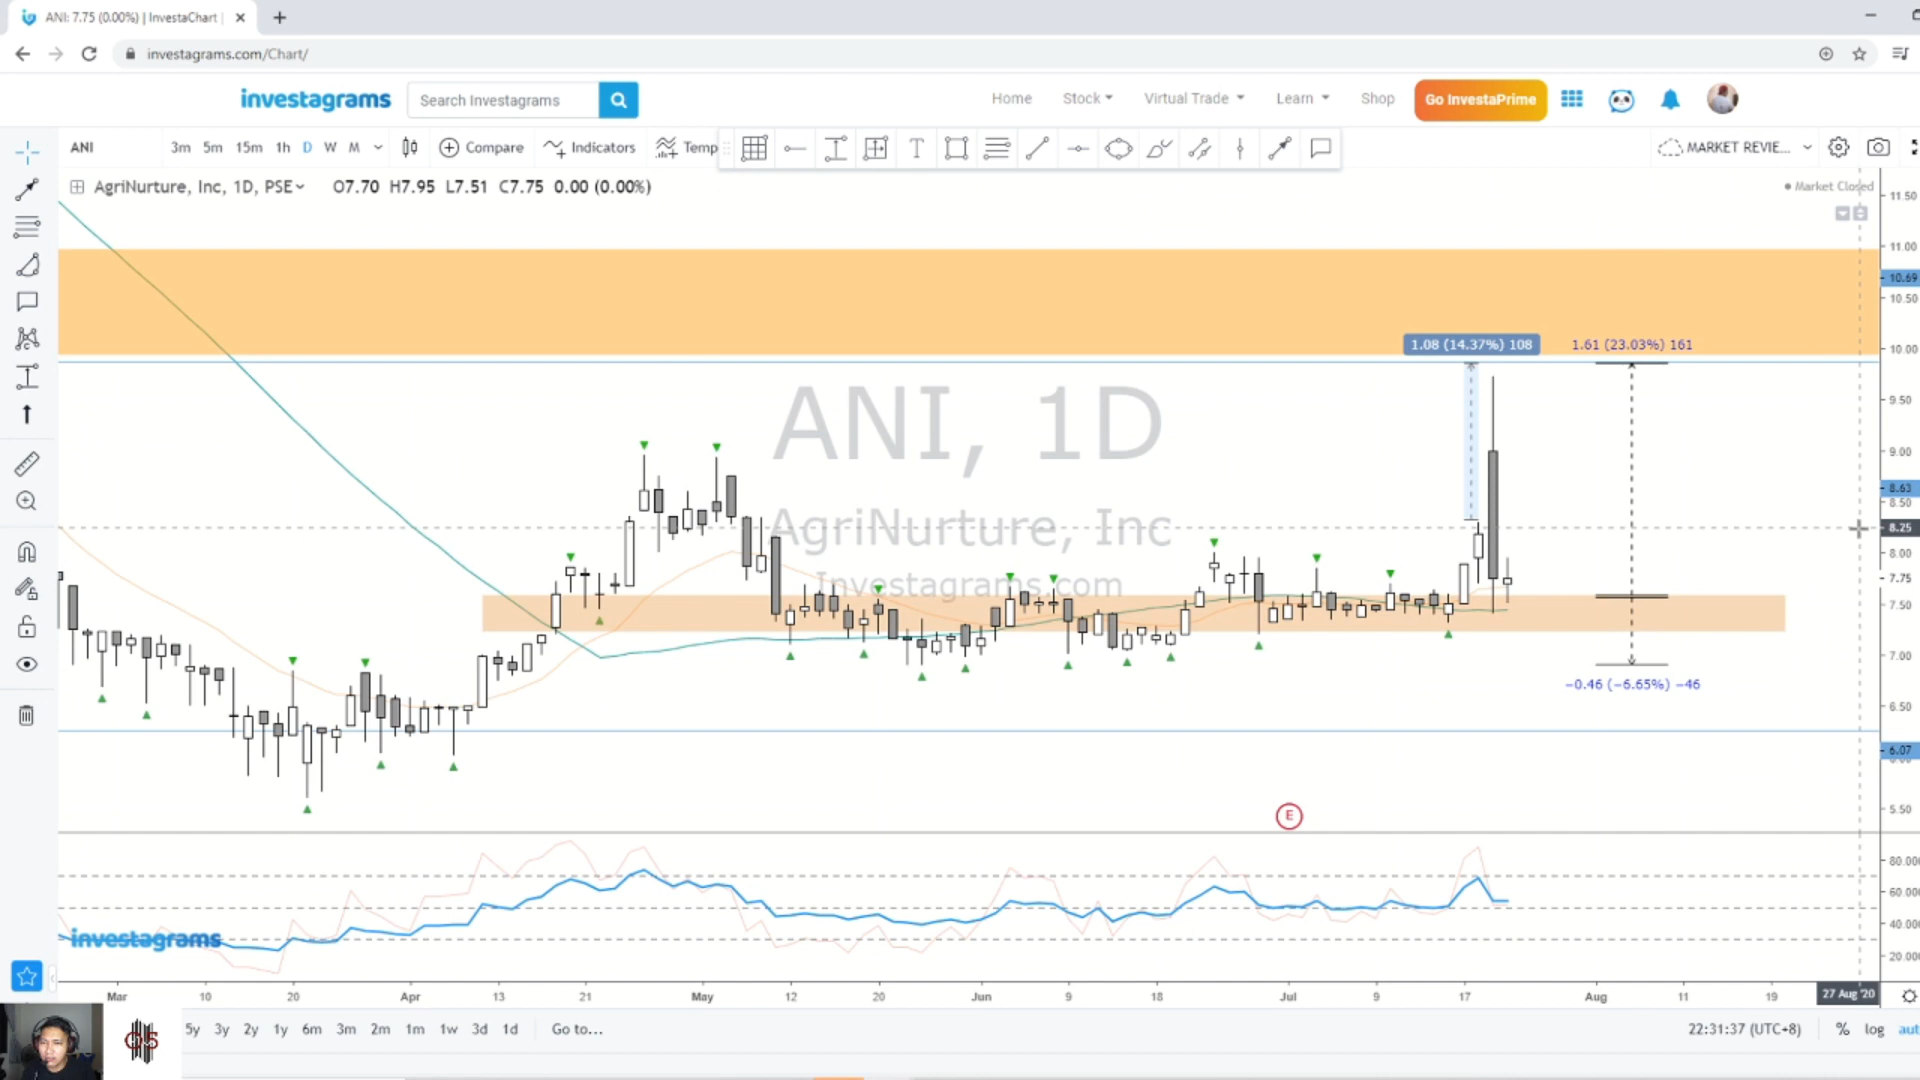 ANI: 7.75 (0.00%) | InvestaChart
investagrams.com/Chart/
investagrams
Search Investagrams
Home
Stock
Virtual Trade
Learn
Shop
Go InvestaPrime
ANI
3m 5m 15m 1h D W M
Compare
Indicators
Temp
T
MARKET REVIE...
AgriNurture, Inc, 1D, PSE
O7.70 H7.95 L7.51 C7.75 0.00 (0.00%)
Market Closed
11.50
11.00
10.69
10.50
1.08 (14.37%) 108
1.61 (23.03%) 161
10.00
ANI, 1D
9.50
9.00
8.63
8.50
AgriNurture, Inc
8.25
8.00
Investagrams.com
7.75
7.50
7.00
−0.46 (−6.65%) −46
6.50
6.07
6.00
E
5.50
80.00
60.00
40.00
investagrams
20.00
Mar 10 20 Apr 13 21 May 12 20 Jun 9 18 Jul 9 17 Aug 11 19 27 Aug '20
5y 3y 2y 1y 6m 3m 2m 1m 1w 3d 1d
Go to...
22:31:37 (UTC+8)
% log aut